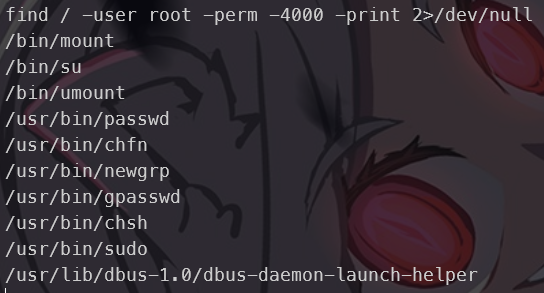 find / -user root -perm -4000 -print 2>/dev/null
/bin/mount
/bin/su
/bin/umount
/usr/bin/passwd
/usr/bin/chfn
/usr/bin/newgrp
/usr/bin/gpasswd
/usr/bin/chsh
/usr/bin/sudo
/usr/lib/dbus-1.0/dbus-daemon-launch-helper